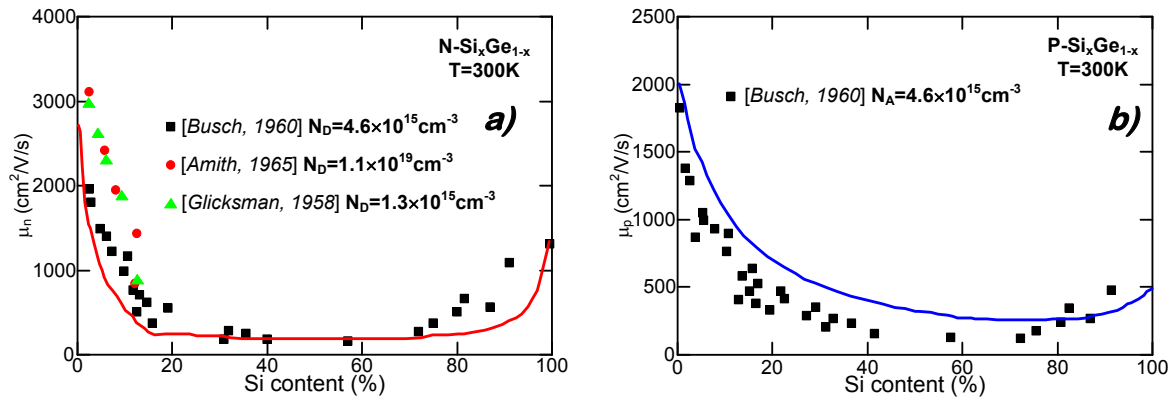 4000
3000
2000
1000
0
μn (cm2/V/s)
N-SixGe1-x
T=300K
a)
[Busch, 1960] ND=4.6×1015cm-3
[Amith, 1965] ND=1.1×1019cm-3
[Glicksman, 1958] ND=1.3×1015cm-3
0 20 40 60 80 100
Si content (%)
2500
2000
1500
1000
500
0
μp (cm2/V/s)
P-SixGe1-x
T=300K
[Busch, 1960] NA=4.6×1015cm-3
b)
0 20 40 60 80 100
Si content (%)